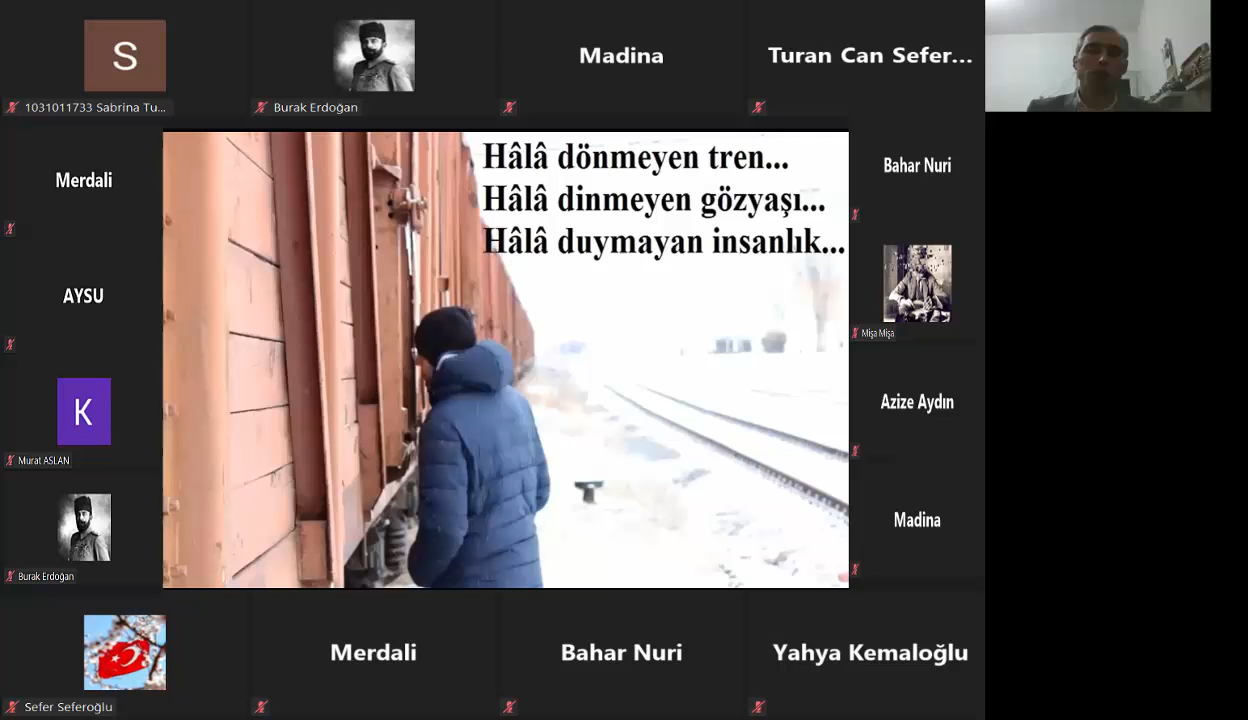 S
Madina
Turan Can Sefer...
1031011733 Sabrina Tu...
Burak Erdoğan
Merdali
Hâlâ dönmeyen tren...
Hâlâ dinmeyen gözyaşı...
Hâlâ duymayan insanlık...
Bahar Nuri
AYSU
Mişa Mişa
K
Azize Aydın
Murat ASLAN
Madina
Burak Erdoğan
Merdali
Bahar Nuri
Yahya Kemaloğlu
Sefer Seferoğlu